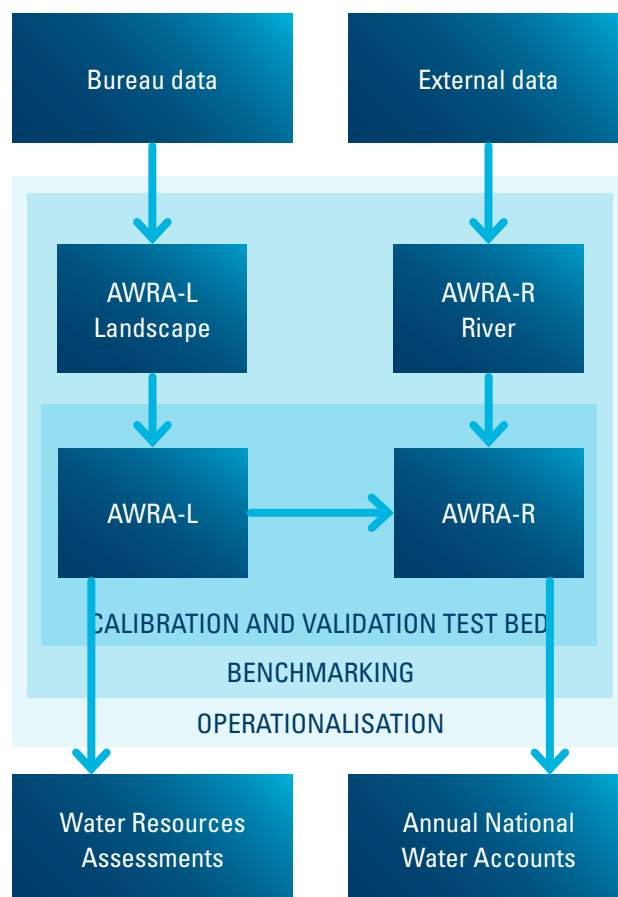 Bureau data
External data
AWRA-L
Landscape
AWRA-R
River
AWRA-L
AWRA-R
CALIBRATION AND VALIDATION TEST BED
BENCHMARKING
OPERATIONALISATION
Water Resources
Assessments
Annual National
Water Accounts